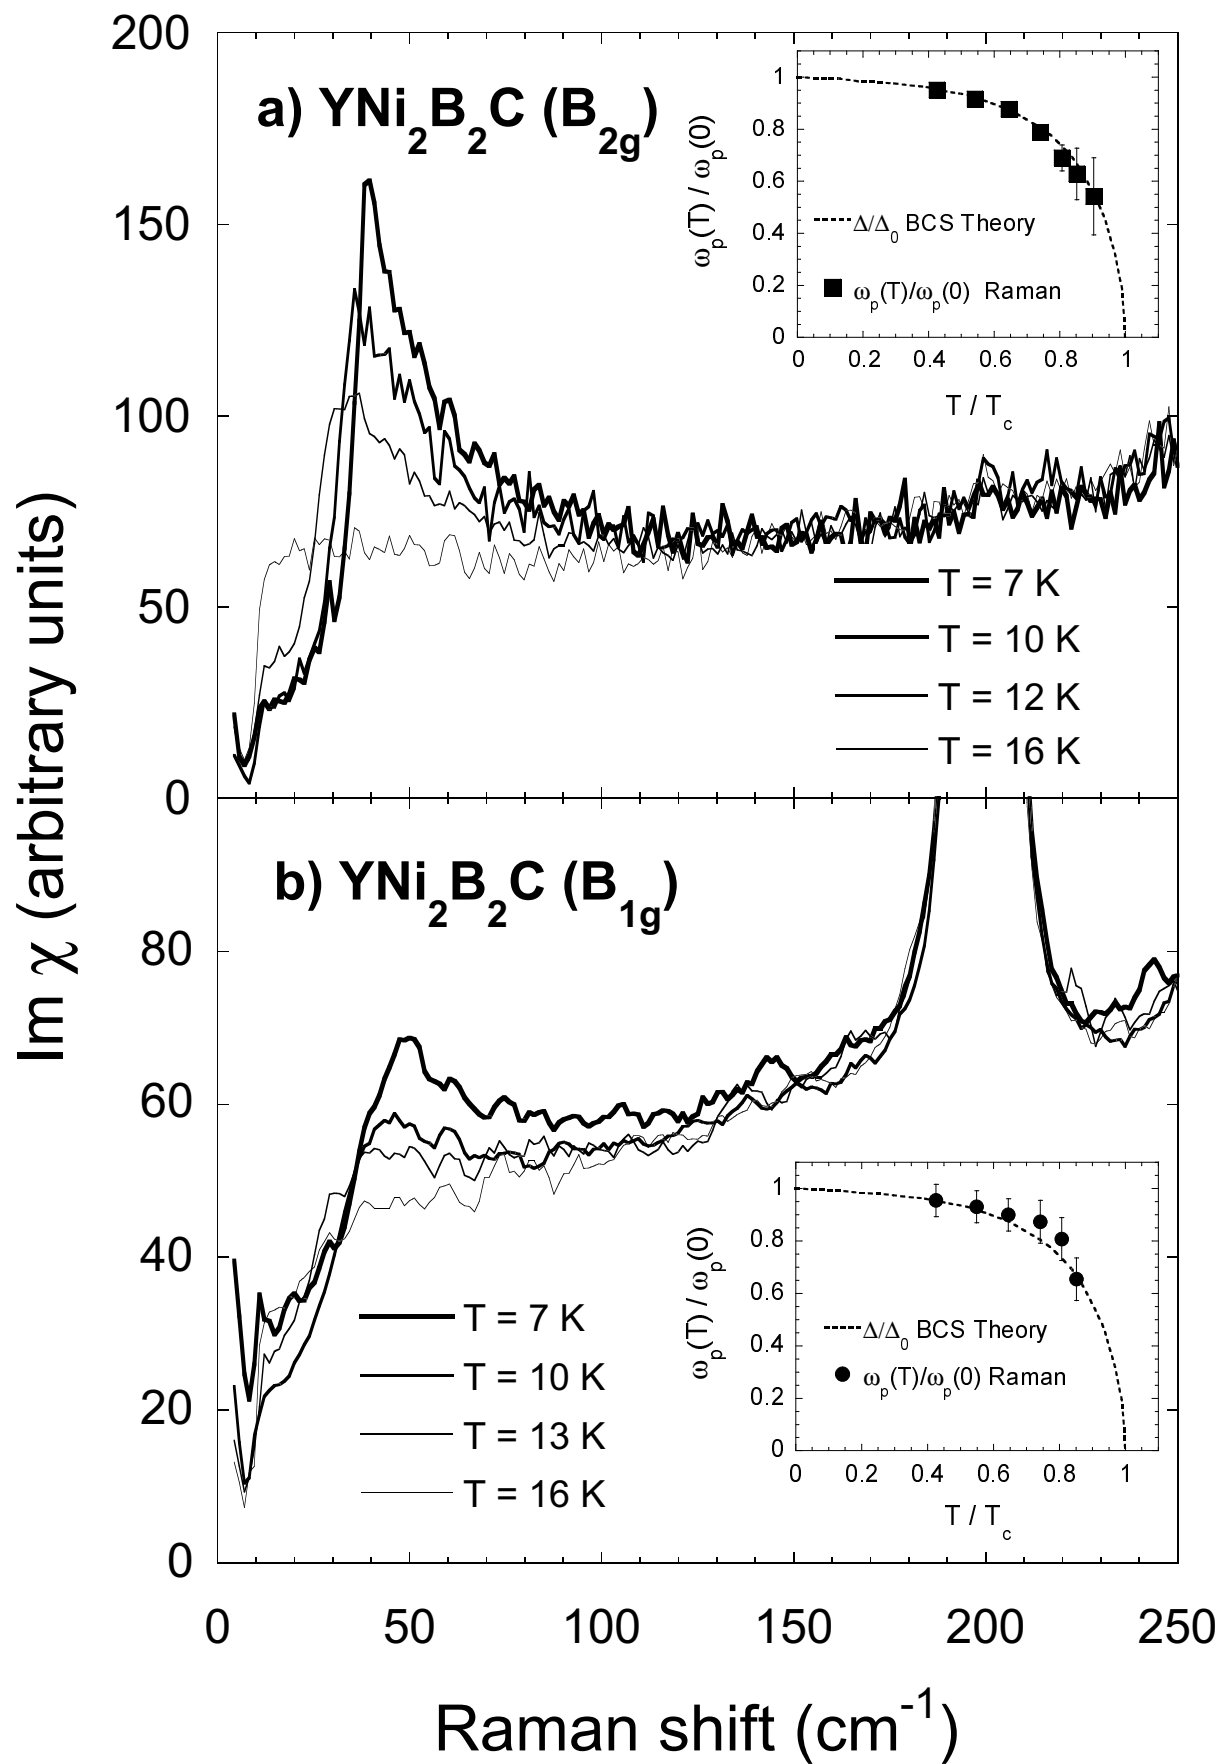 a) YNi₂B₂C (B₂g)
200
150
100
50
0
Im χ (arbitrary units)
T = 7 K
T = 10 K
T = 12 K
T = 16 K
ωp(T) / ωp(0)
1
0.8
0.6
0.4
0.2
0
Δ/Δ₀ BCS Theory
ωp(T)/ωp(0) Raman
0 0.2 0.4 0.6 0.8 1
T / Tc
b) YNi₂B₂C (B₁g)
80
60
40
20
0
T = 7 K
T = 10 K
T = 13 K
T = 16 K
ωp(T) / ωp(0)
1
0.8
0.6
0.4
0.2
0
Δ/Δ₀ BCS Theory
ωp(T)/ωp(0) Raman
0 0.2 0.4 0.6 0.8 1
T / Tc
0 50 100 150 200 250
Raman shift (cm⁻¹)